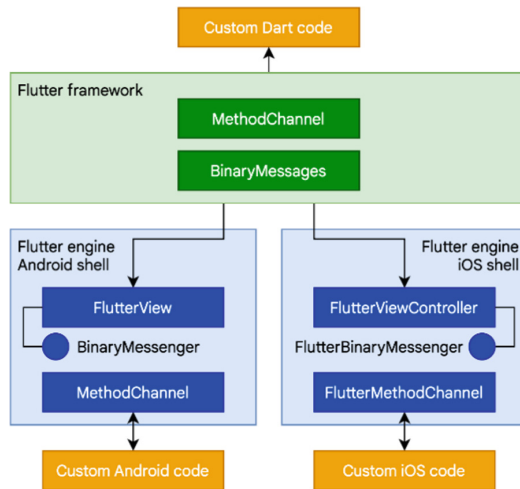 Custom Dart code
Flutter framework
MethodChannel
BinaryMessages
Flutter engine
Android shell
FlutterView
BinaryMessenger
MethodChannel
Custom Android code
Flutter engine
iOS shell
FlutterViewController
FlutterBinaryMessenger
FlutterMethodChannel
Custom iOS code